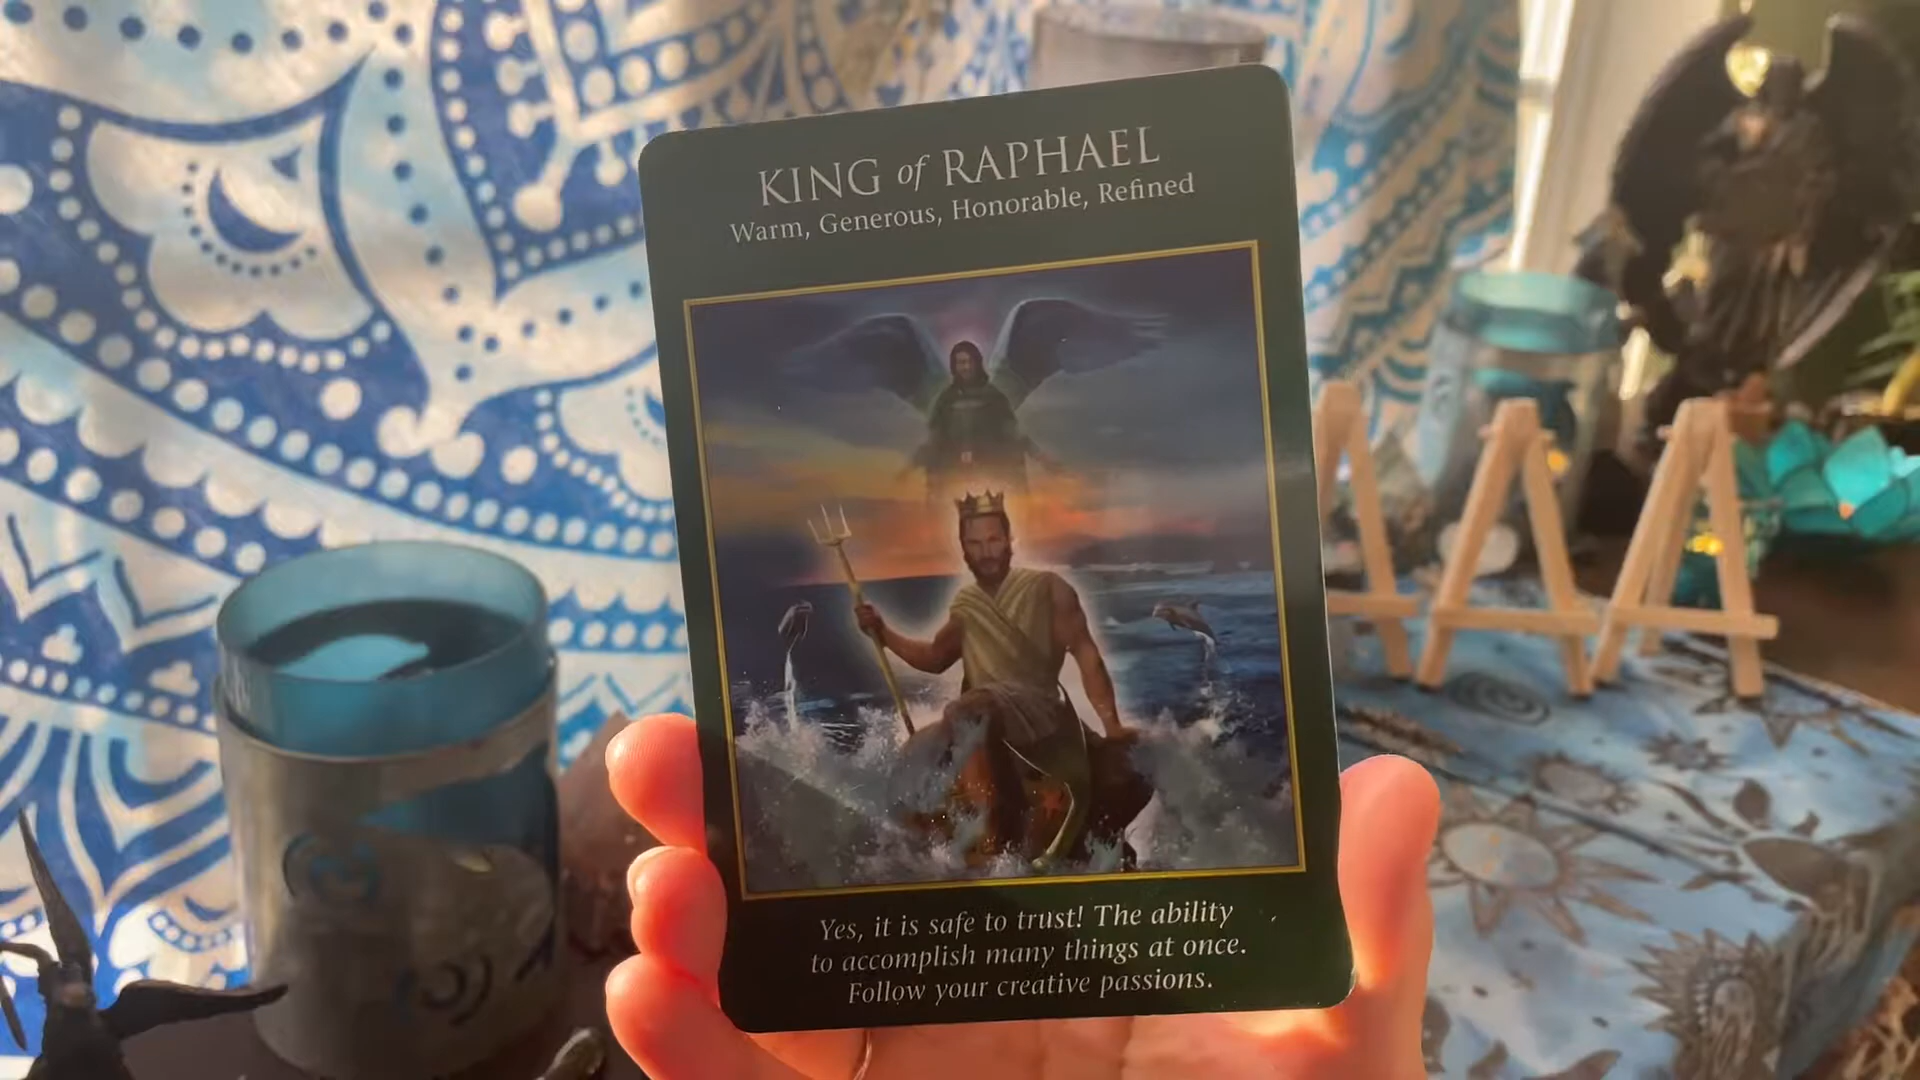 KING of RAPHAEL
Warm, Generous, Honorable, Refined
Yes, it is safe to trust! The ability
to accomplish many things at once.
Follow your creative passions.